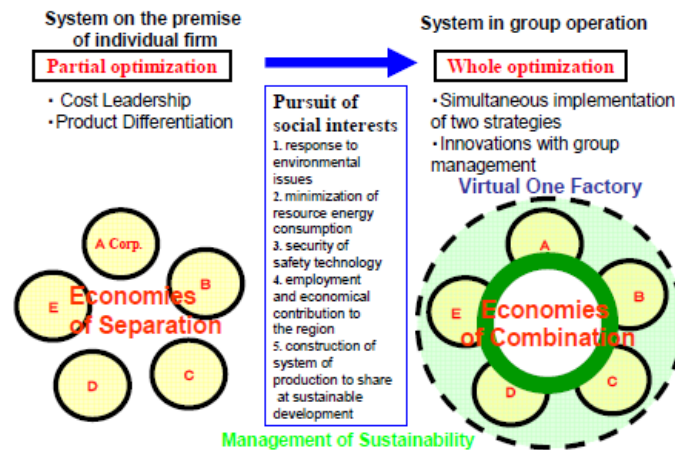 System on the premise
of individual firm
Partial optimization
・Cost Leadership
・Product Differentiation
A Corp.
B
C
D
E
Economies
of Separation
Pursuit of
social interests
1. response to
environmental
issues
2. minimization of
resource energy
consumption
3. security of
safety technology
4. employment
and economical
contribution to
the region
5. construction of
system of
production to share
at sustainable
development
System in group operation
Whole optimization
・Simultaneous implementation
of two strategies
・Innovations with group
management
Virtual One Factory
A
B
C
D
E
Economies
of Combination
Management of Sustainability